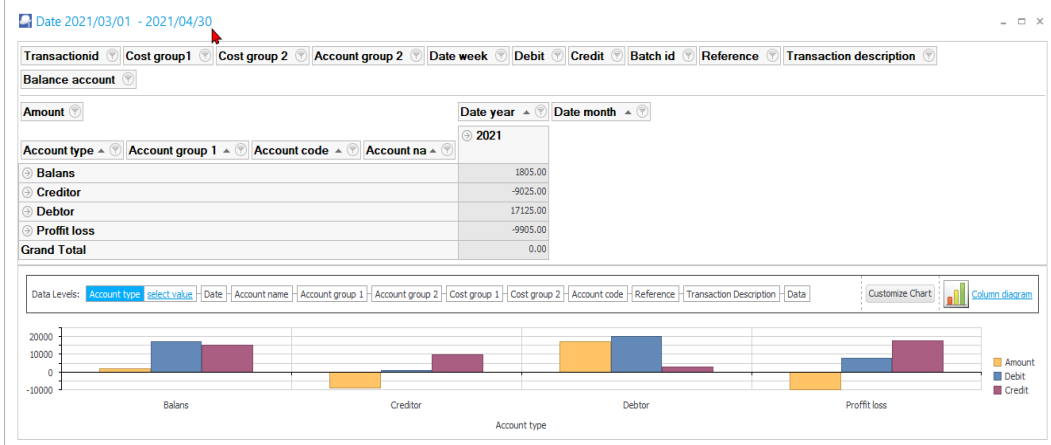 Date 2021/03/01 - 2021/04/30
Transactionid Cost group1 Cost group 2 Account group 2 Date week Debit Credit Batch id Reference Transaction description
Balance account
Amount Date year Date month
2021
Account type Account group 1 Account code Account na
Balans 1805.00
Creditor -9025.00
Debtor 17125.00
Proffit loss -9905.00
Grand Total 0.00
Data Levels: Account type select value Date Account name Account group 1 Account group 2 Cost group 1 Cost group 2 Account code Reference Transaction Description Data Customize Chart Column diagram
20000
10000
0
-10000
Amount
Debit
Credit
Balans Creditor Debtor Proffit loss
Account type